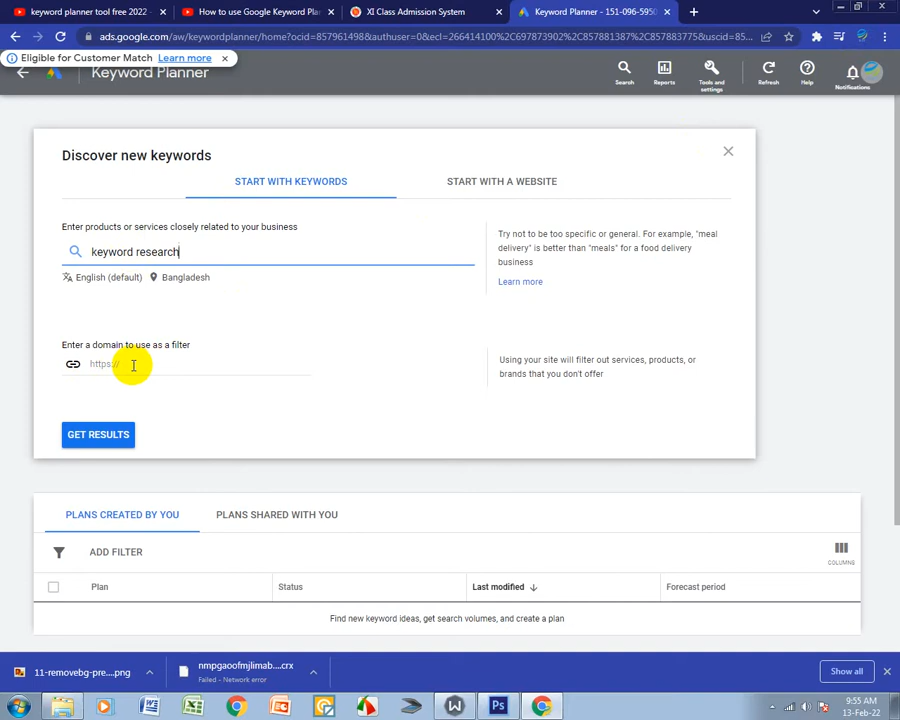 keyword planner tool free 2022 -
How to use Google Keyword Pla
XI Class Admission System
Keyword Planner - 151-096-5950
ads.google.com/aw/keywordplanner/home?ocid=857961498&authuser=0&ecl=266414100%2C697873902%2C857881387%2C857883775%&uscid=85...
Eligible for Customer Match Learn more
Keyword Planner
Search
Reports
Tools and
settings
Refresh
Help
Notifications
Discover new keywords
START WITH KEYWORDS
START WITH A WEBSITE
Enter products or services closely related to your business
keyword research
English (default) Bangladesh
Try not to be too specific or general. For example, "meal
delivery" is better than "meals" for a food delivery
business
Learn more
Enter a domain to use as a filter
https://
Using your site will filter out services, products, or
brands that you don't offer
GET RESULTS
PLANS CREATED BY YOU
PLANS SHARED WITH YOU
ADD FILTER
COLUMNS
Plan
Status
Last modified
Forecast period
Find new keyword ideas, get search volumes, and create a plan
11-removebg-pre....png
nmpgaoofmjlimab....crx
Failed - Network error
Show all
9:55 AM
13-Feb-22